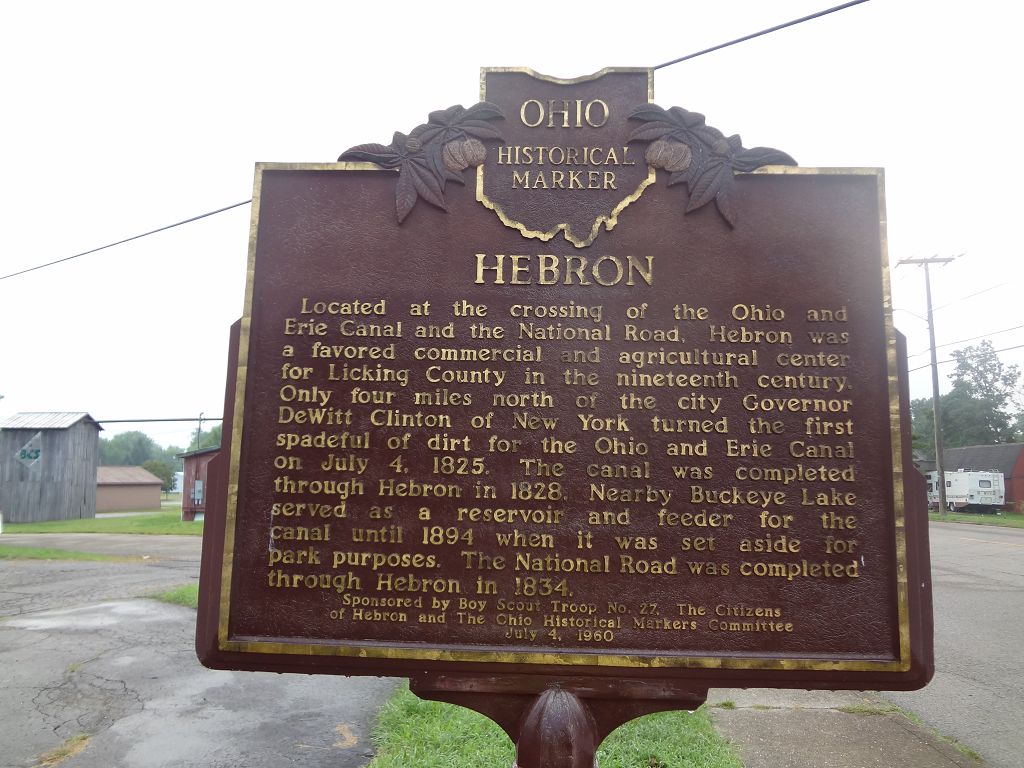 OHIO
HISTORICAL
MARKER
HEBRON
Located at the crossing of the Ohio and
Erie Canal and the National Road, Hebron was
a favored commercial and agricultural center
for Licking County in the nineteenth century.
Only four miles north of the city Governor
DeWitt Clinton of New York turned the first
spadeful of dirt for the Ohio and Erie Canal
on July 4, 1825. The canal was completed
through Hebron in 1828. Nearby Buckeye Lake
served as a reservoir and feeder for the
canal until 1894 when it was set aside for
park purposes. The National Road was completed
through Hebron in 1834.
Sponsored by Boy Scout Troop No. 27, The Citizens
of Hebron and The Ohio Historical Markers Committee
July 4, 1960